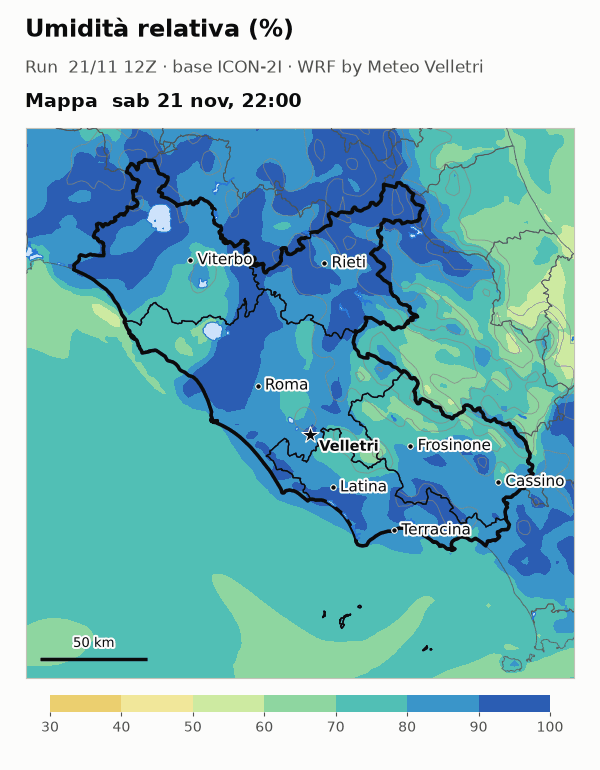 Umidità relativa (%)
Run  21/11 12Z · base ICON-2I · WRF by Meteo Velletri
Mappa  sab 21 nov, 22:00
Viterbo
Rieti
Roma
Velletri
Frosinone
Latina
Cassino
Terracina
50 km
30 40 50 60 70 80 90 100